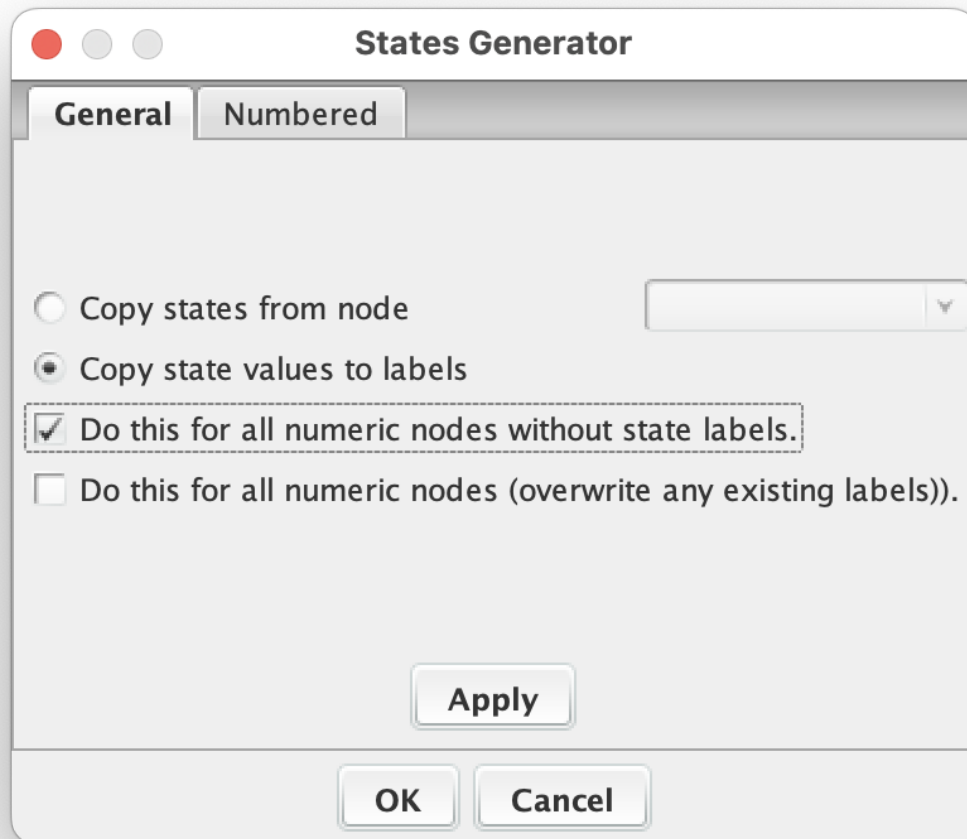 States Generator
General
Numbered
Copy states from node
Copy state values to labels
Do this for all numeric nodes without state labels.
Do this for all numeric nodes (overwrite any existing labels)).
Apply
OK
Cancel